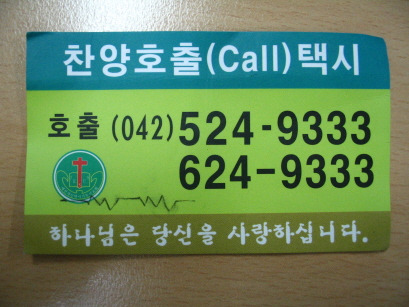 찬양호출(Call)택시
호출 (042) 524-9333
624-9333
하나님은 당신을 사랑하십니다.